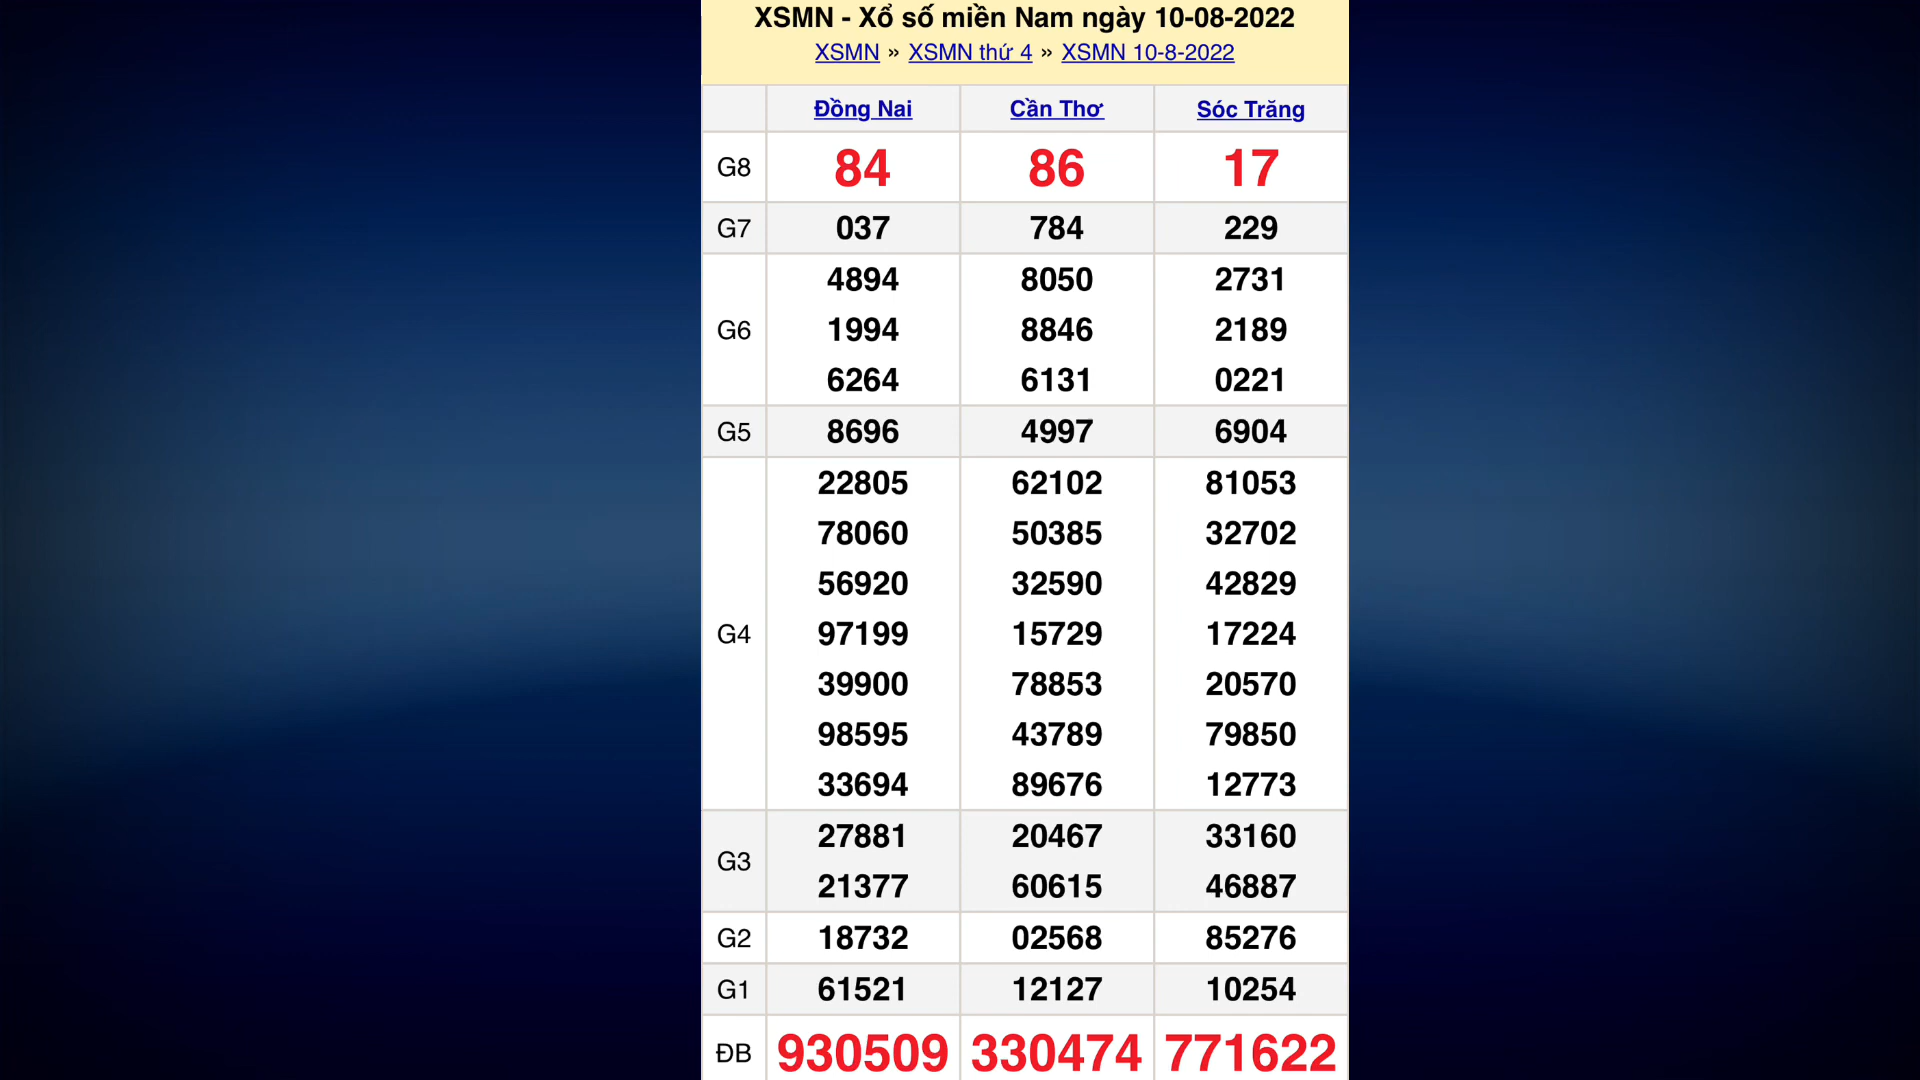 XSMN - Xổ số miền Nam ngày 10-08-2022
XSMN » XSMN thứ 4 » XSMN 10-8-2022
Đồng Nai Cần Thơ Sóc Trăng
G8 84 86 17
G7 037 784 229
4894 8050 2731
G6 1994 8846 2189
6264 6131 0221
G5 8696 4997 6904
22805 62102 81053
78060 50385 32702
56920 32590 42829
G4 97199 15729 17224
39900 78853 20570
98595 43789 79850
33694 89676 12773
G3 27881 20467 33160
21377 60615 46887
G2 18732 02568 85276
G1 61521 12127 10254
ĐB 930509 330474 771622